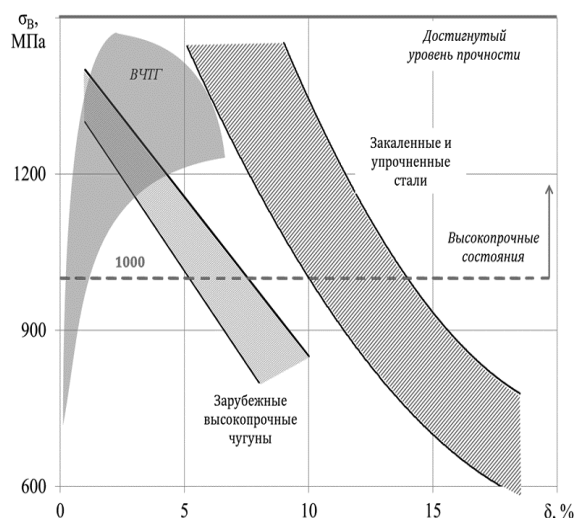 σв,
МПа
Достигнутый
уровень прочности
ВЧТГ
Закаленные и
упрочненные
стали
1200
Высокопрочные
состояния
1000
900
Зарубежные
высокопрочные
чугуны
600
0 5 10 15 δ, %